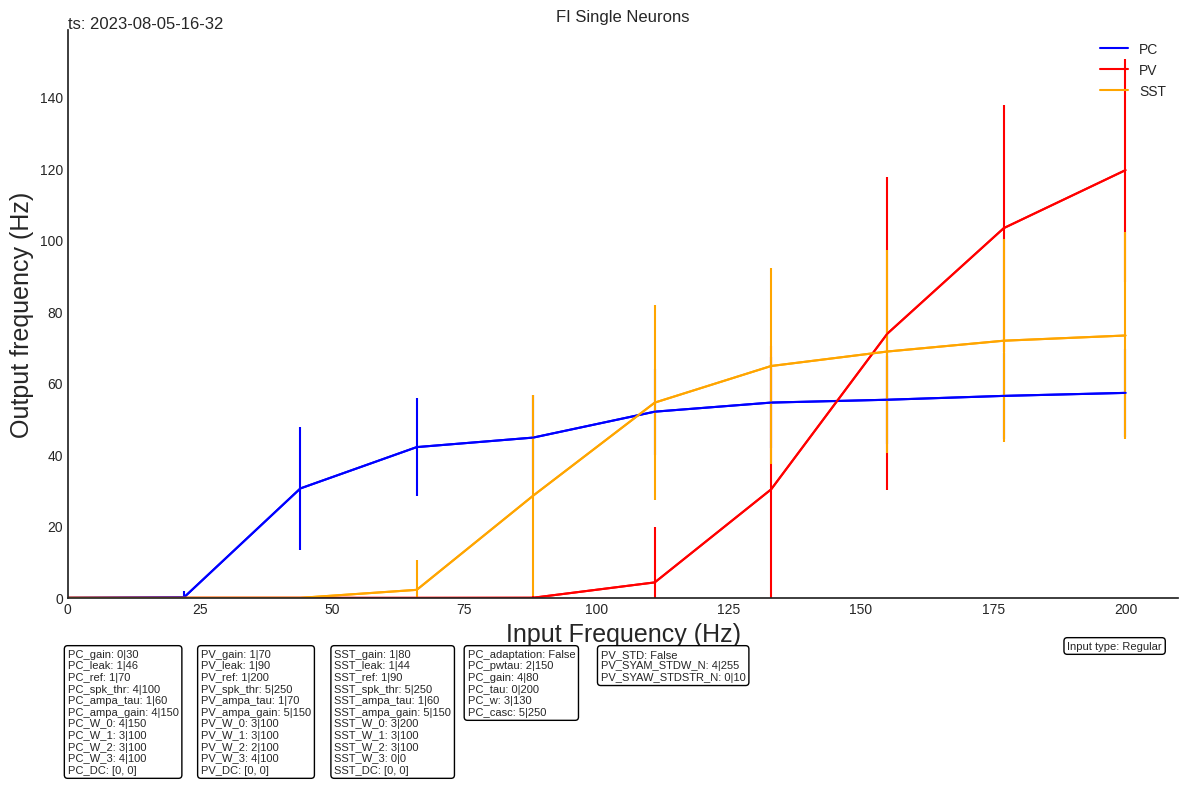 ts: 2023-08-05-16-32
FI Single Neurons
PC
PV
SST
Output frequency (Hz)
140
120
100
80
60
40
20
0
0 25 50 75 100 125 150 175 200
Input Frequency (Hz)
PC_gain: 0|30
PC_leak: 1|46
PC_ref: 1|70
PC_spk_thr: 4|100
PC_ampa_tau: 1|60
PC_ampa_gain: 4|150
PC_W_0: 4|150
PC_W_1: 3|100
PC_W_2: 3|100
PC_W_3: 4|100
PC_DC: [0, 0]
PV_gain: 1|70
PV_leak: 1|90
PV_ref: 1|200
PV_spk_thr: 5|250
PV_ampa_tau: 1|70
PV_ampa_gain: 5|150
PV_W_0: 3|100
PV_W_1: 3|100
PV_W_2: 2|100
PV_W_3: 4|100
PV_DC: [0, 0]
SST_gain: 1|80
SST_leak: 1|44
SST_ref: 1|90
SST_spk_thr: 5|250
SST_ampa_tau: 1|60
SST_ampa_gain: 5|150
SST_W_0: 3|200
SST_W_1: 3|100
SST_W_2: 3|100
SST_W_3: 0|0
SST_DC: [0, 0]
PC_adaptation: False
PC_pwtau: 2|150
PC_gain: 4|80
PC_tau: 0|200
PC_w: 3|130
PC_casc: 5|250
PV_STD: False
PV_SYAM_STDW_N: 4|255
PV_SYAW_STDSTR_N: 0|10
Input type: Regular